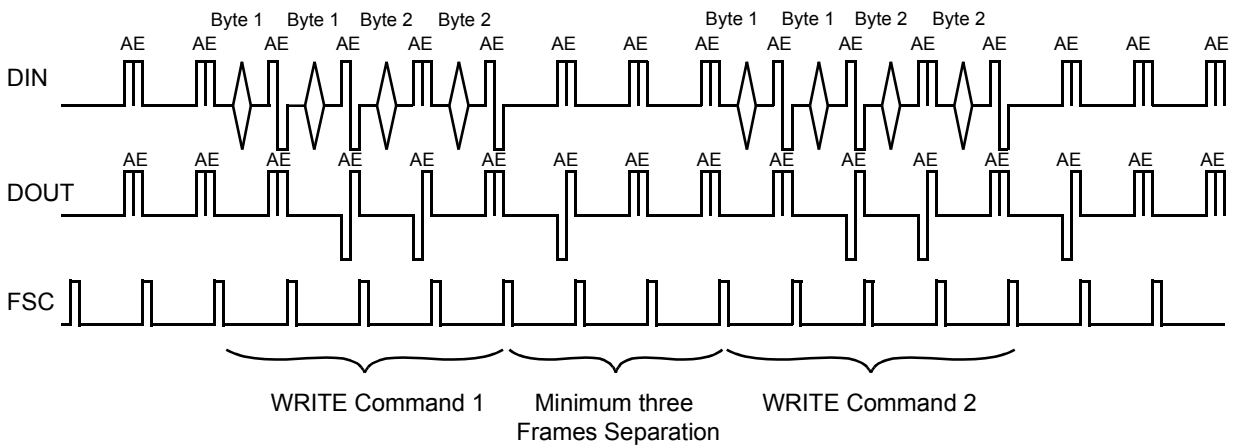 Byte 1 Byte 1 Byte 2 Byte 2 Byte 1 Byte 1 Byte 2 Byte 2
AE AE AE AE AE AE AE AE AE AE AE AE AE AE AE AE
DIN
AE AE AE AE AE AE AE AE AE AE AE AE AE AE AE AE
DOUT
FSC
WRITE Command 1 Minimum three WRITE Command 2
Frames Separation